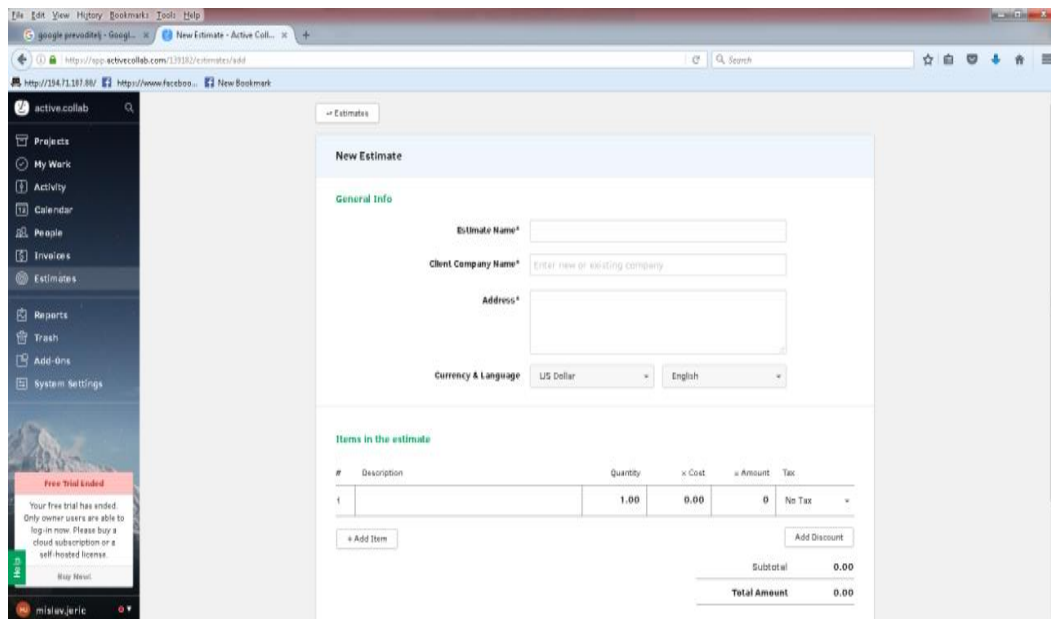 File Edit View History Bookmarks Tools Help
google prevoditelj - Googl... × New Estimate - Active Coll... × +
https://app.activecollab.com/139182/estimates/add
Search
http://194.71.107.80/ https://www.faceboo... New Bookmark
active.collab
Projects
My Work
Activity
Calendar
People
Invoices
Estimates
Reports
Trash
Add-Ons
System Settings
Free Trial Ended
Your free trial has ended.
Only owner users are able to
log-in now. Please buy a
cloud subscription or a
self-hosted license.
Buy Now!
Help
mislav.jeric
Estimates
New Estimate
General Info
Estimate Name*
Client Company Name* Enter new or existing company
Address*
Currency & Language US Dollar English
Items in the estimate
# Description Quantity × Cost = Amount Tax
1 1.00 0.00 0 No Tax
+ Add Item Add Discount
Subtotal 0.00
Total Amount 0.00